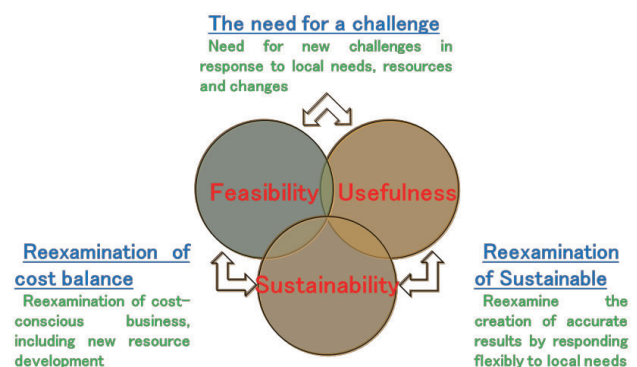 The need for a challenge
Need for new challenges in
response to local needs, resources
and changes
Feasibility
Usefulness
Sustainability
Reexamination of
cost balance
Reexamination of cost-
conscious business,
including new resource
development
Reexamination
of Sustainable
Reexamine the
creation of accurate
results by responding
flexibly to local needs